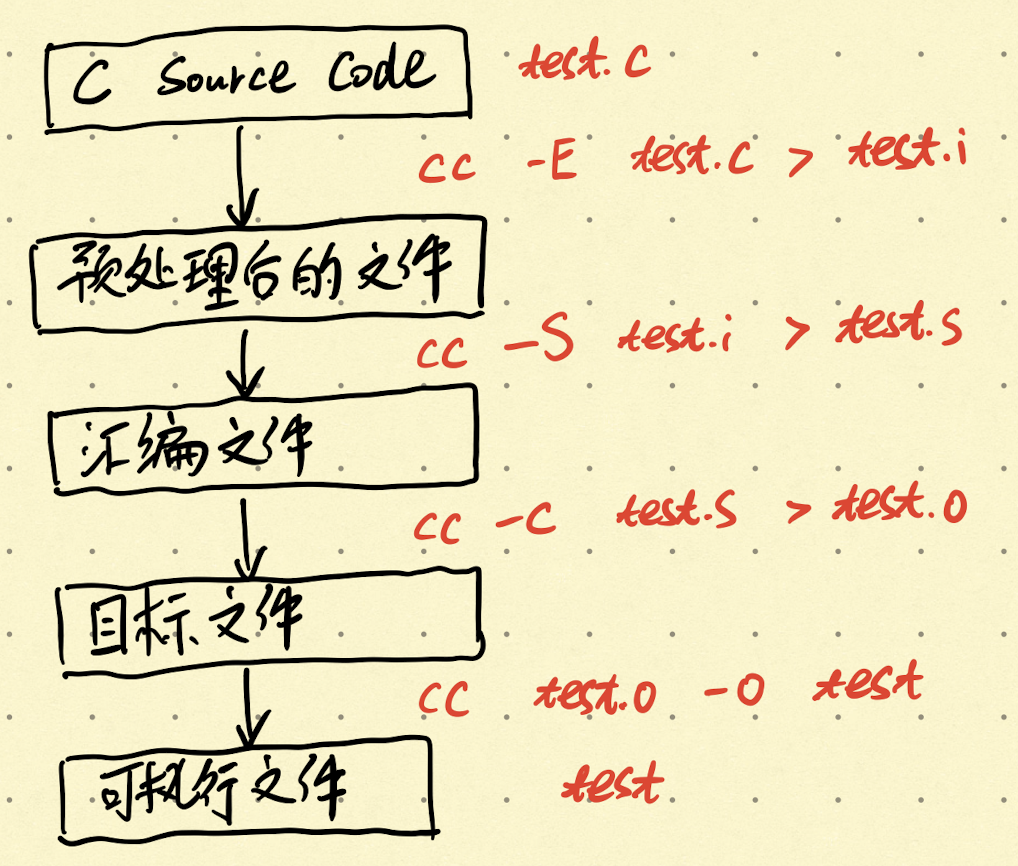 C Source Code
test.c
cc -E test.c > test.i
预处理后的文件
cc -S test.i > test.s
汇编文件
cc -c test.s > test.o
目标文件
cc test.o -o test
可执行文件
test